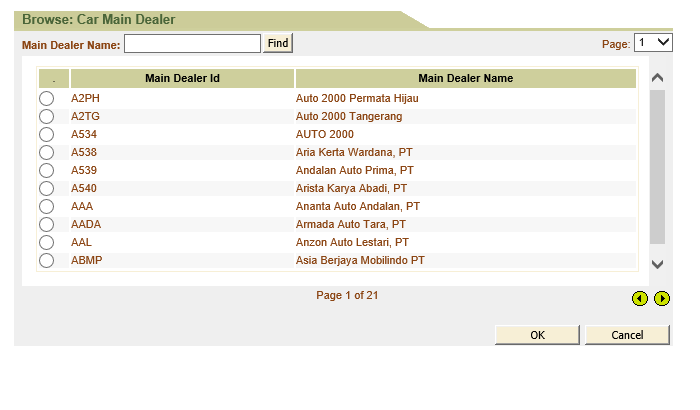 Browse: Car Main Dealer
Main Dealer Name: Find Page: 1
. Main Dealer Id Main Dealer Name
A2PH Auto 2000 Permata Hijau
A2TG Auto 2000 Tangerang
A534 AUTO 2000
A538 Aria Kerta Wardana, PT
A539 Andalan Auto Prima, PT
A540 Arista Karya Abadi, PT
AAA Ananta Auto Andalan, PT
AADA Armada Auto Tara, PT
AAL Anzon Auto Lestari, PT
ABMP Asia Berjaya Mobilindo PT
Page 1 of 21
OK Cancel